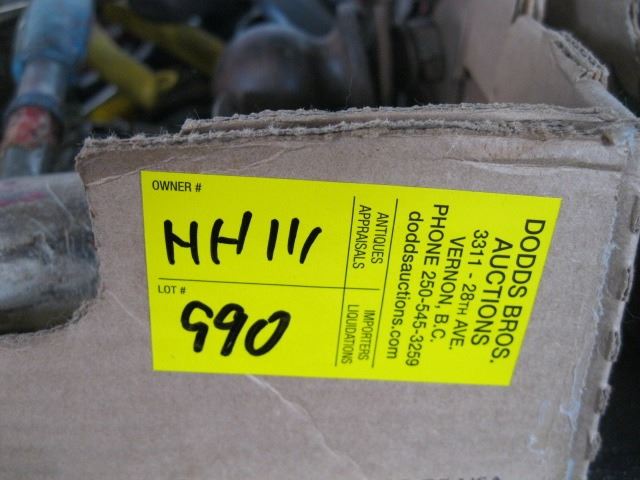 OWNER #
HH111
LOT #
990
ANTIQUES
APPRAISALS
IMPORTERS
LIQUIDATIONS
DODDS BROS.
AUCTIONS
3311 - 28TH AVE.
VERNON, B.C.
PHONE 250-545-3259
doddsauctions.com